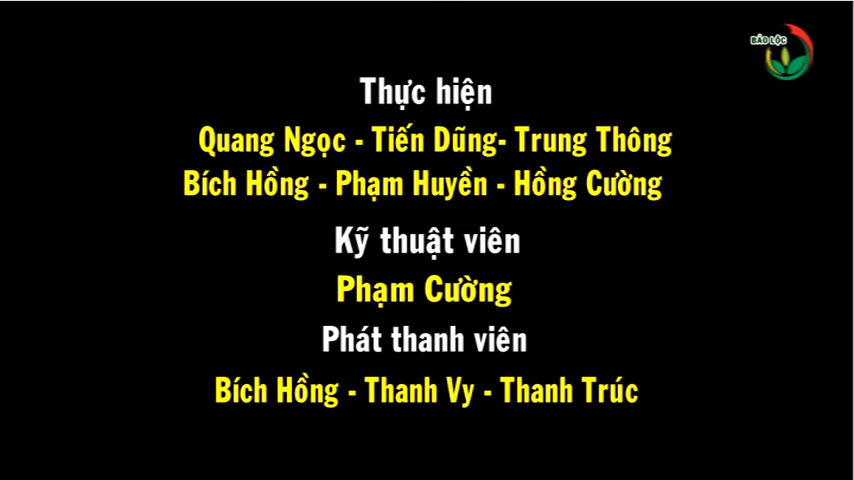 BẢO LỘC
Thực hiện
Quang Ngọc - Tiến Dũng- Trung Thông
Bích Hồng - Phạm Huyền - Hồng Cường
Kỹ thuật viên
Phạm Cường
Phát thanh viên
Bích Hồng - Thanh Vy - Thanh Trúc